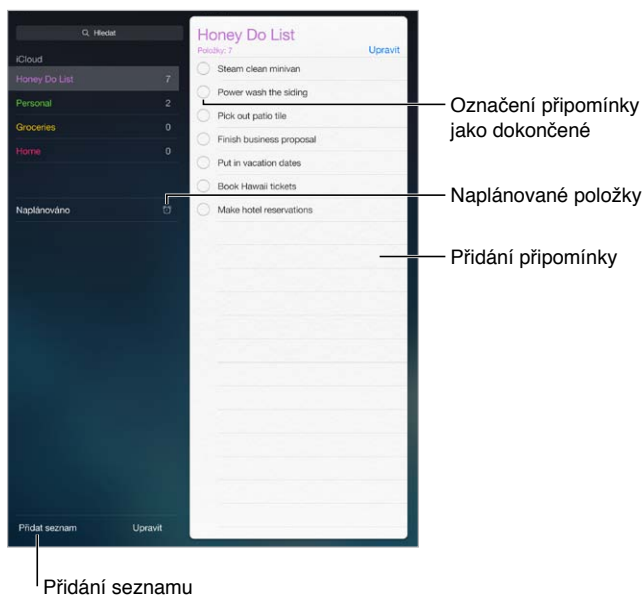 Hledat
iCloud
Honey Do List 7
Personal 2
Groceries 0
Home 0
Naplánováno
Přidat seznam Upravit
Honey Do List
Položky: 7 Upravit
Steam clean minivan
Power wash the siding
Pick out patio tile
Finish business proposal
Put in vacation dates
Book Hawaii tickets
Make hotel reservations
Označení připomínky
jako dokončené
Naplánované položky
Přidání připomínky
Přidání seznamu